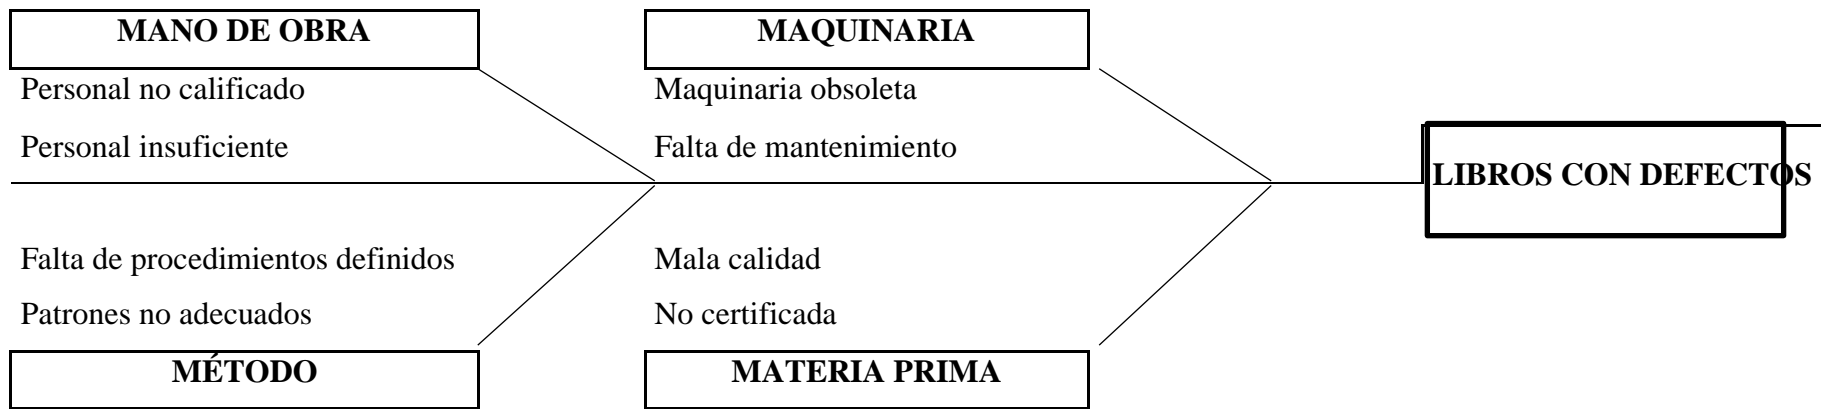 MANO DE OBRA
MAQUINARIA
Personal no calificado
Maquinaria obsoleta
Personal insuficiente
Falta de mantenimiento
LIBROS CON DEFECTOS
Falta de procedimientos definidos
Mala calidad
Patrones no adecuados
No certificada
MÉTODO
MATERIA PRIMA